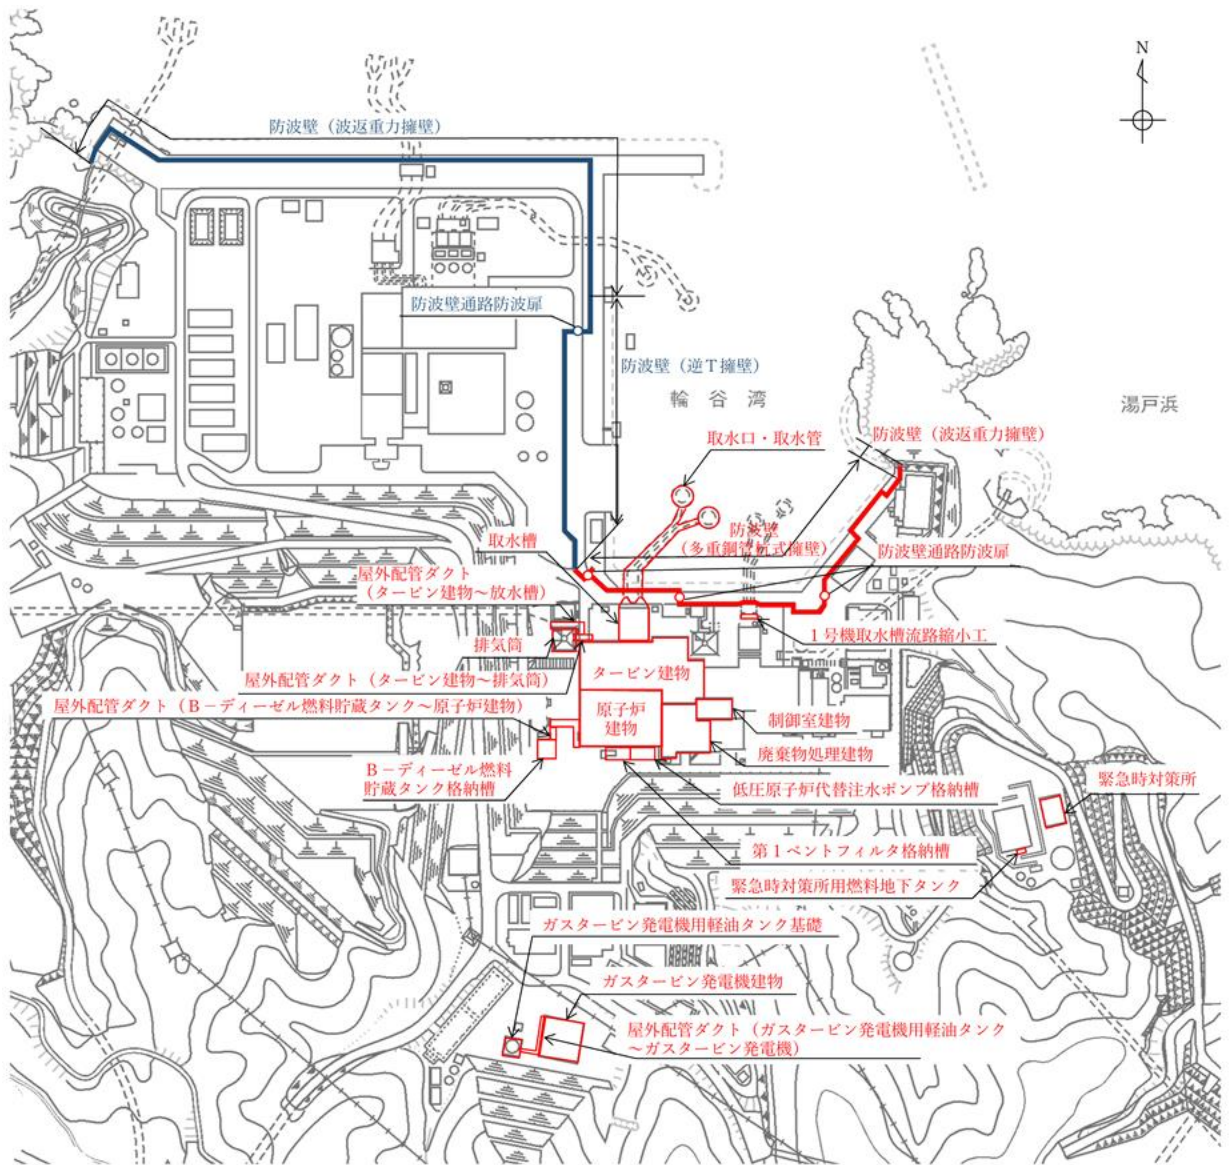 N
防波壁（波返重力擁壁）
防波壁通路防波扉
防波壁（逆Ｔ擁壁）
輪谷湾
湯戸浜
取水口・取水管
防波壁（波返重力擁壁）
取水槽
防波壁
（多重鋼管杭式擁壁）
防波壁通路防波扉
屋外配管ダクト
（タービン建物～放水槽）
１号機取水槽流路縮小工
排気筒
屋外配管ダクト（タービン建物～排気筒）
タービン建物
屋外配管ダクト（Ｂ－ディーゼル燃料貯蔵タンク～原子炉建物）
原子炉
建物
制御室建物
廃棄物処理建物
Ｂ－ディーゼル燃料
貯蔵タンク格納槽
低圧原子炉代替注水ポンプ格納槽
緊急時対策所
第１ベントフィルタ格納槽
緊急時対策所用燃料地下タンク
ガスタービン発電機用軽油タンク基礎
ガスタービン発電機建物
屋外配管ダクト（ガスタービン発電機用軽油タンク
～ガスタービン発電機）